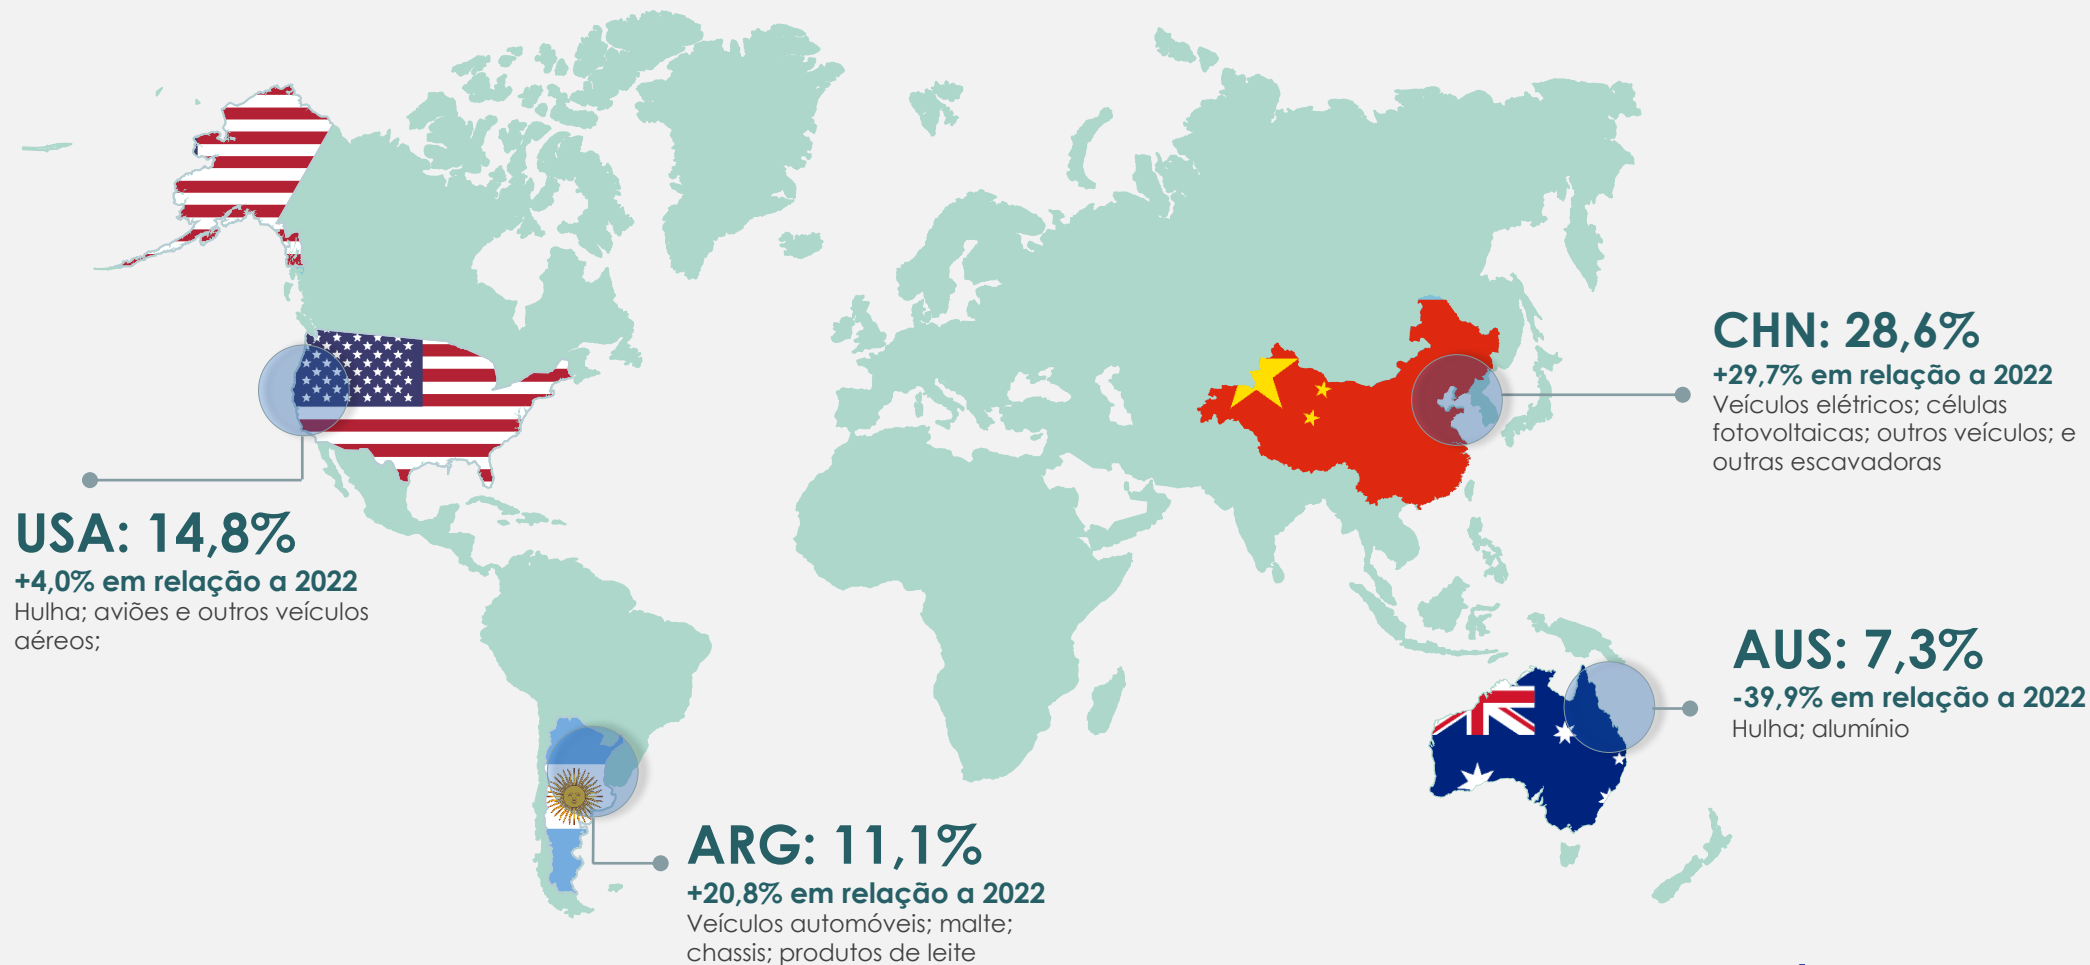 CHN: 28,6%
+29,7% em relação a 2022
Veículos elétricos; células
fotovoltaicas; outros veículos; e
outras escavadoras
USA: 14,8%
+4,0% em relação a 2022
Hulha; aviões e outros veículos
aéreos;
AUS: 7,3%
-39,9% em relação a 2022
Hulha; alumínio
ARG: 11,1%
+20,8% em relação a 2022
Veículos automóveis; malte;
chassis; produtos de leite